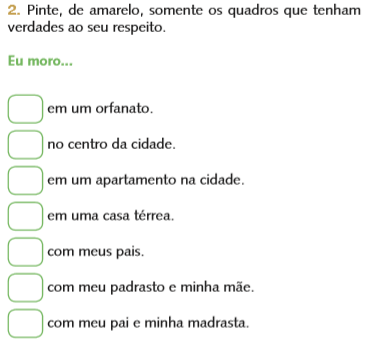 2. Pinte, de amarelo, somente os quadros que tenham
verdades ao seu respeito.
Eu moro...
em um orfanato.
no centro da cidade.
em um apartamento na cidade.
em uma casa térrea.
com meus pais.
com meu padrasto e minha mãe.
com meu pai e minha madrasta.